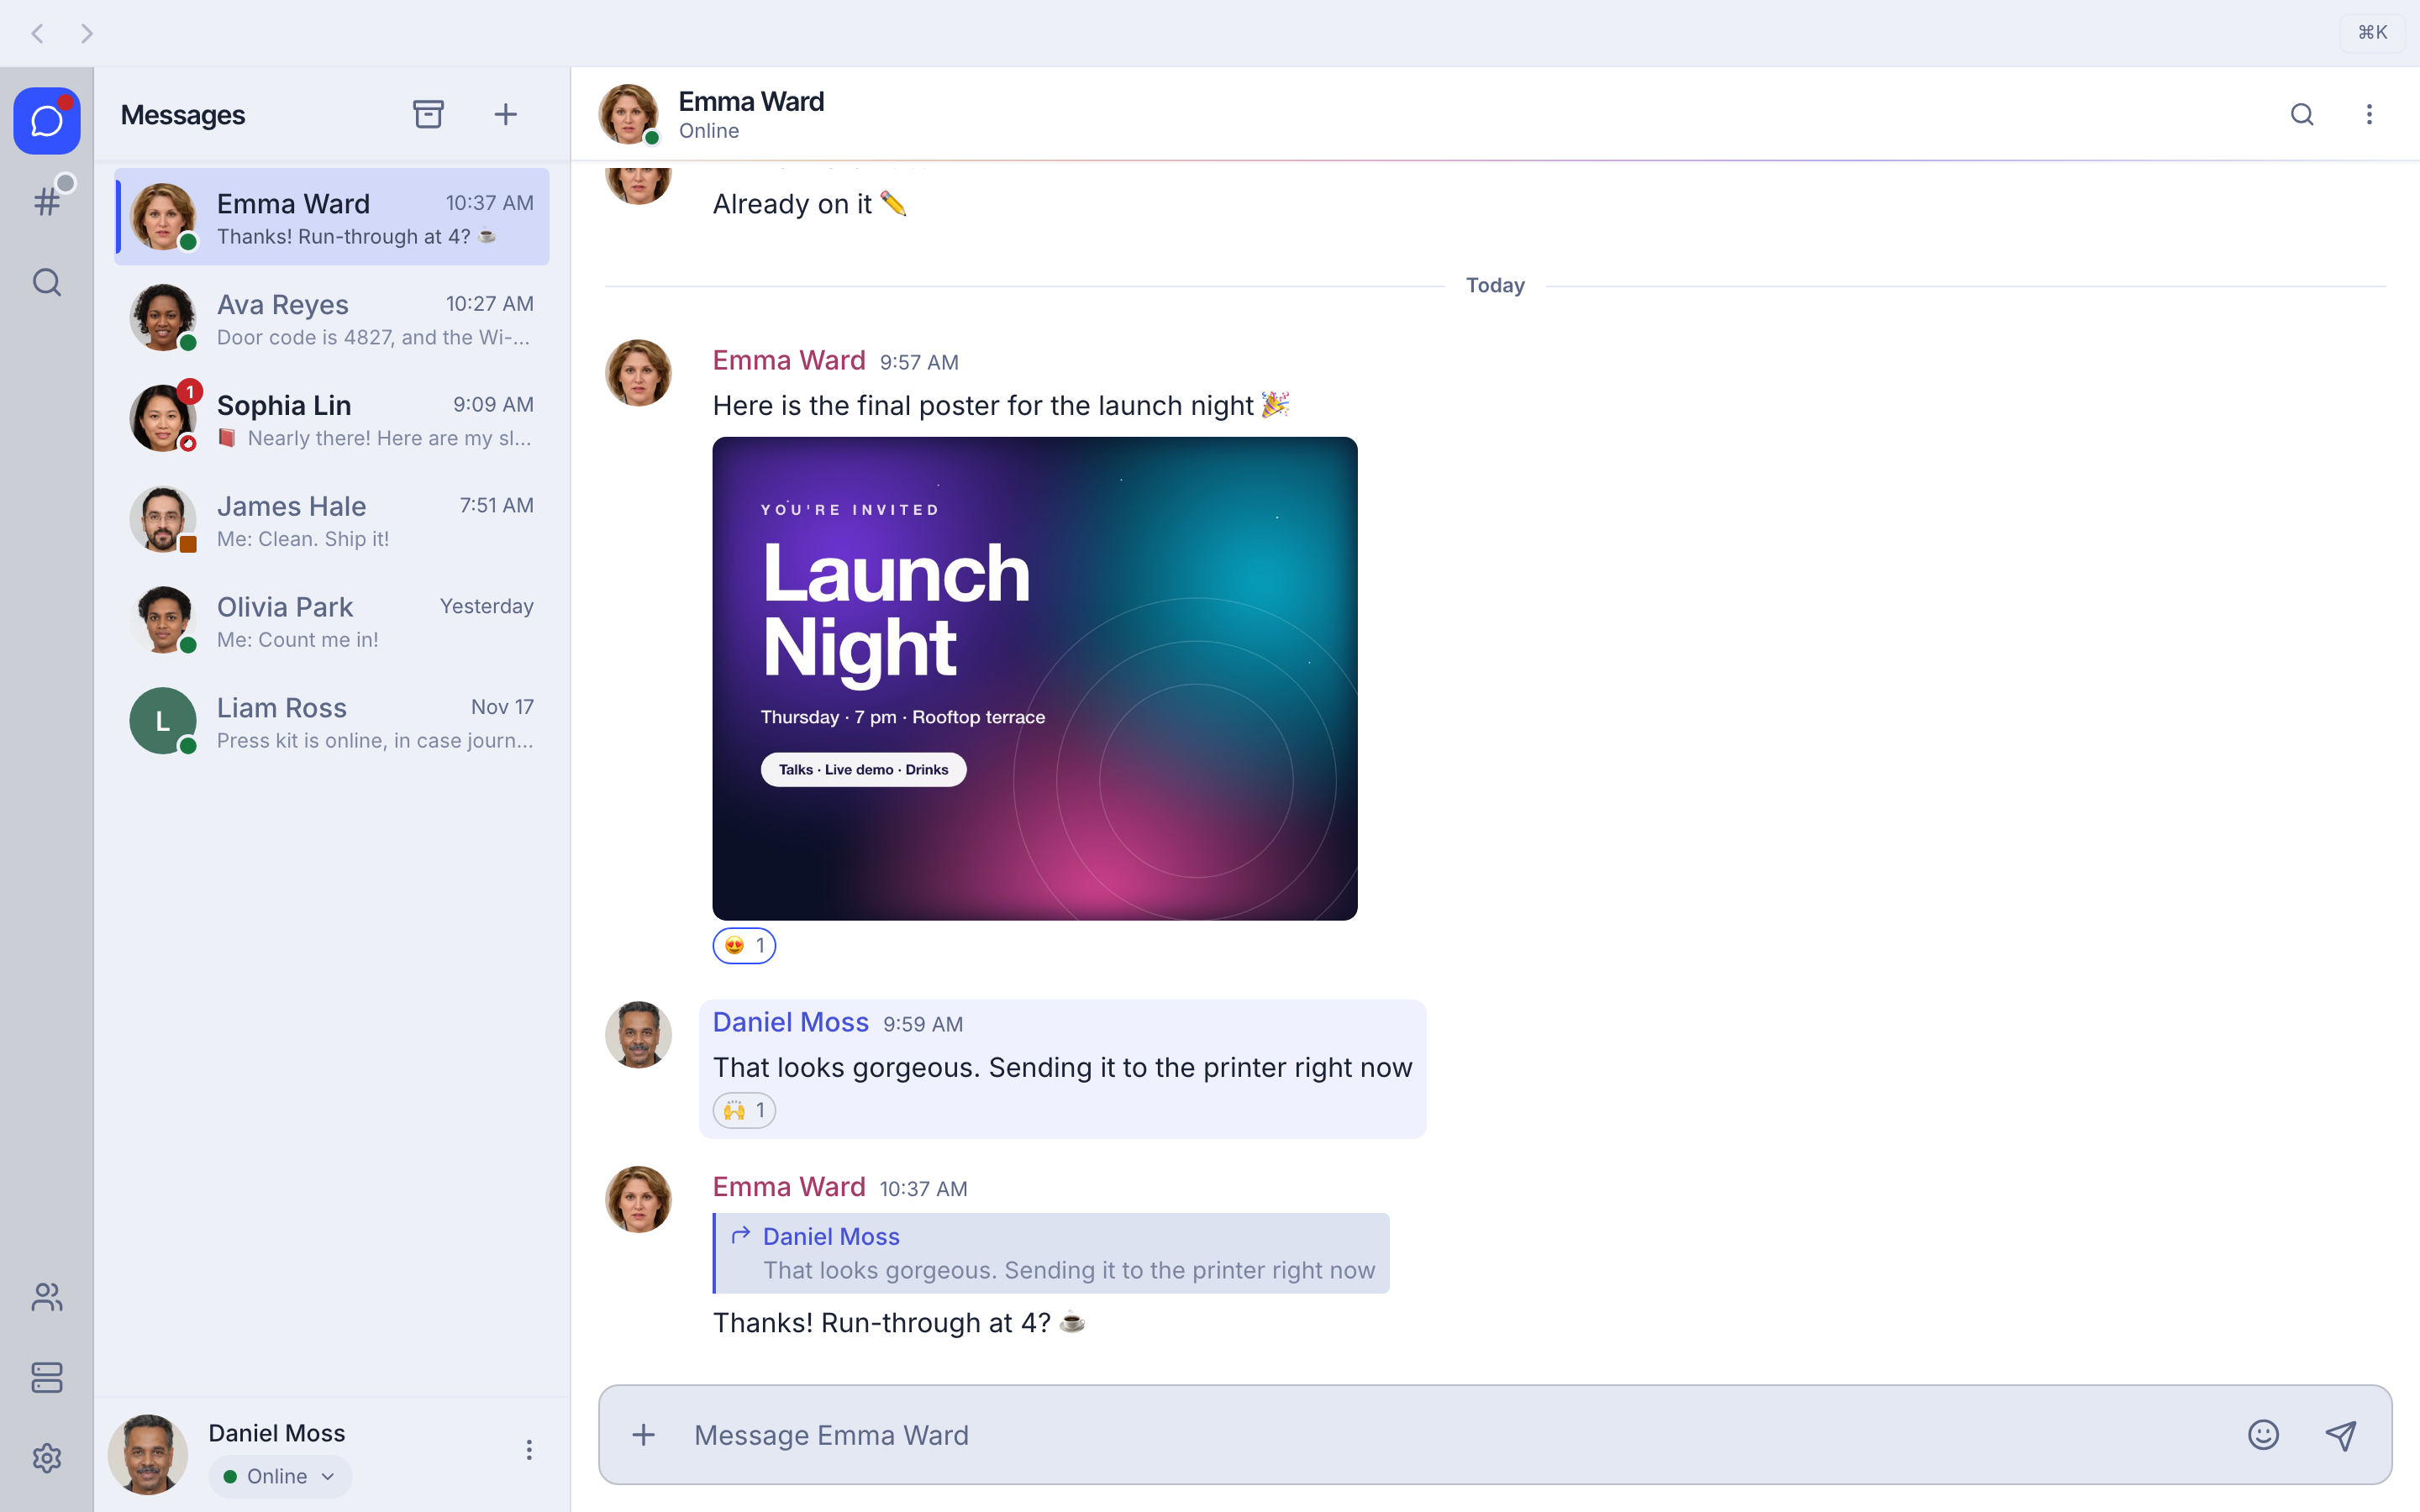 ⌘K
Messages
Emma Ward
10:37 AM
Thanks! Run-through at 4? ☕
Ava Reyes
10:27 AM
Door code is 4827, and the Wi-...
1
Sophia Lin
9:09 AM
📕 Nearly there! Here are my sl...
James Hale
7:51 AM
Me: Clean. Ship it!
Olivia Park
Yesterday
Me: Count me in!
L
Liam Ross
Nov 17
Press kit is online, in case journ...
Daniel Moss
Online
Emma Ward
Online
Already on it ✏️
Today
Emma Ward 9:57 AM
Here is the final poster for the launch night 🎉
YOU'RE INVITED
Launch
Night
Thursday · 7 pm · Rooftop terrace
Talks · Live demo · Drinks
😍 1
Daniel Moss 9:59 AM
That looks gorgeous. Sending it to the printer right now
🙌 1
Emma Ward 10:37 AM
Daniel Moss
That looks gorgeous. Sending it to the printer right now
Thanks! Run-through at 4? ☕
Message Emma Ward